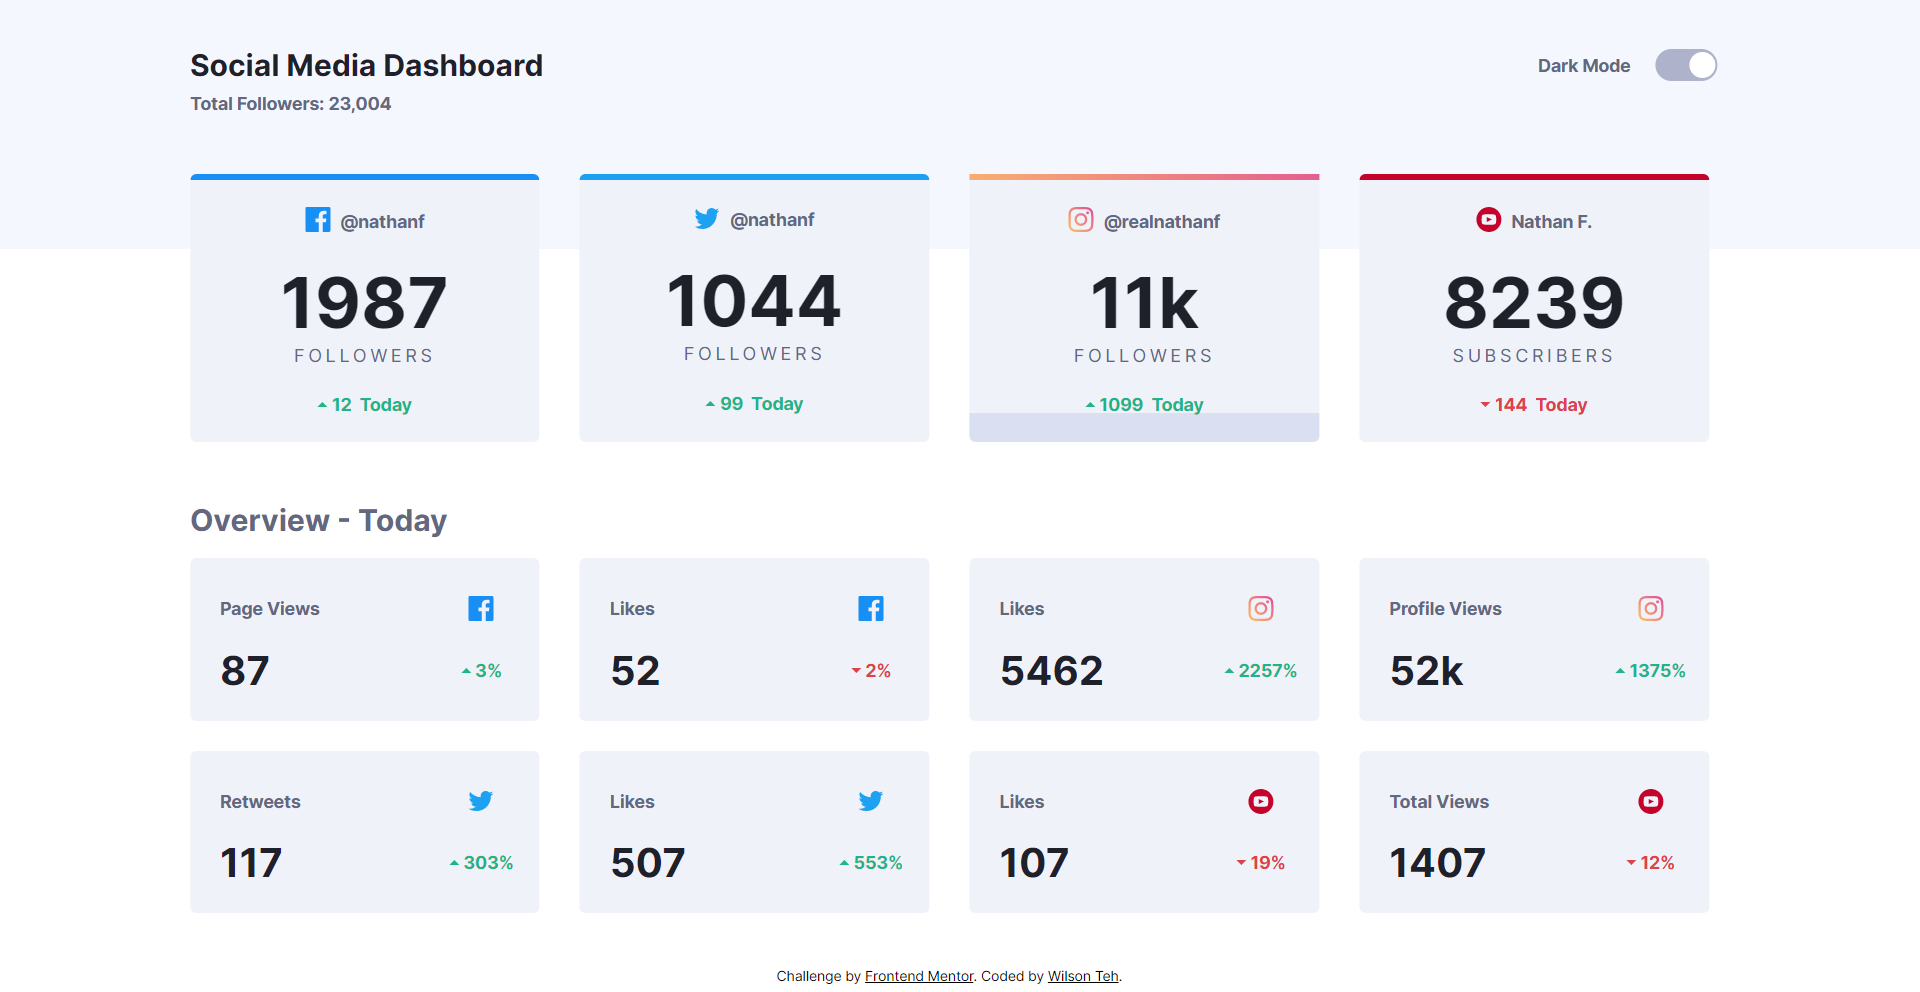 Social Media Dashboard
Dark Mode
Total Followers: 23,004
@nathanf
1987
FOLLOWERS
12 Today
@nathanf
1044
FOLLOWERS
99 Today
@realnathanf
11k
FOLLOWERS
1099 Today
Nathan F.
8239
SUBSCRIBERS
144 Today
Overview - Today
Page Views
87
3%
Likes
52
2%
Likes
5462
2257%
Profile Views
52k
1375%
Retweets
117
303%
Likes
507
553%
Likes
107
19%
Total Views
1407
12%
Challenge by Frontend Mentor. Coded by Wilson Teh.